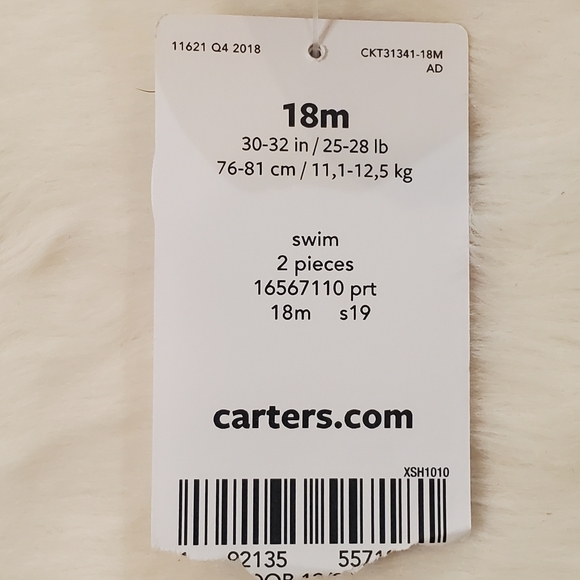 11621 Q4 2018
CKT31341-18M
AD
18m
30-32 in / 25-28 lb
76-81 cm / 11,1-12,5 kg
swim
2 pieces
16567110 prt
18m s19
carters.com
XSH1010
92135